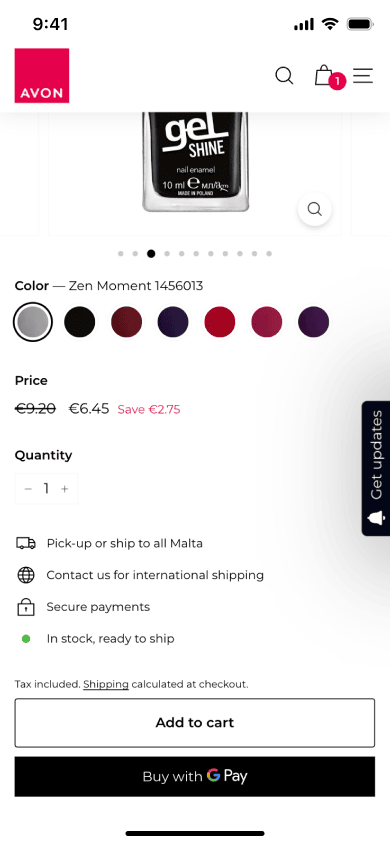 9:41
AVON
1
gel
SHINE
nail enamel
10 ml e мл/
MADE IN POLAND
Color — Zen Moment 1456013
Price
€9.20 €6.45 Save €2.75
Quantity
− 1 +
Get updates
Pick-up or ship to all Malta
Contact us for international shipping
Secure payments
In stock, ready to ship
Tax included. Shipping calculated at checkout.
Add to cart
Buy with G Pay